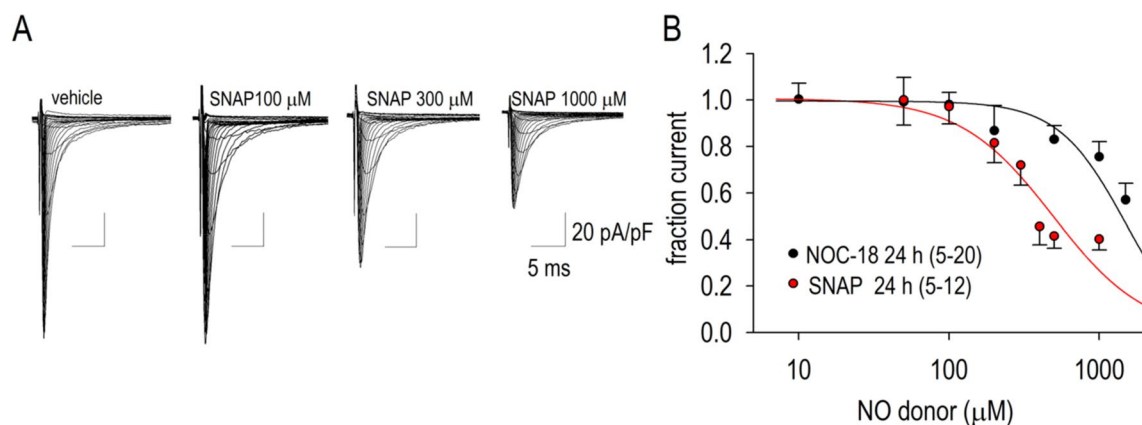 A
vehicle
SNAP100 μM
SNAP 300 μM
SNAP 1000 μM
20 pA/pF
5 ms
B
fraction current
1.2
1.0
0.8
0.6
0.4
0.2
0.0
NOC-18 24 h (5-20)
SNAP 24 h (5-12)
10
100
1000
NO donor (μM)